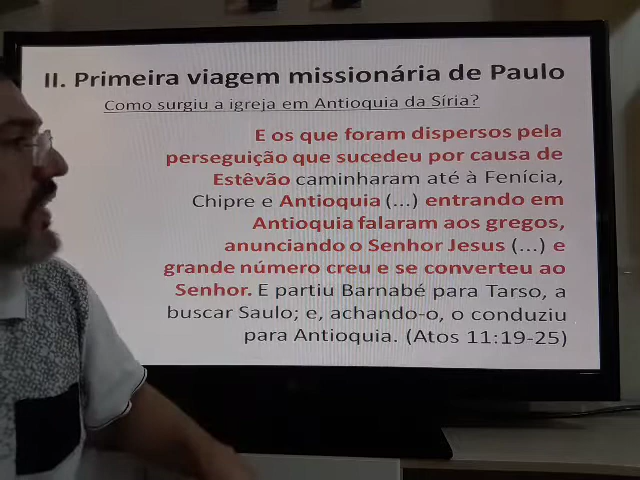 II. Primeira viagem missionária de Paulo
Como surgiu a igreja em Antioquia da Síria?
E os que foram dispersos pela
perseguição que sucedeu por causa de
Estêvão caminharam até à Fenícia,
Chipre e Antioquia (...) entrando em
Antioquia falaram aos gregos,
anunciando o Senhor Jesus (...) e
grande número creu e se converteu ao
Senhor. E partiu Barnabé para Tarso, a
buscar Saulo; e, achando-o, o conduziu
para Antioquia. (Atos 11:19-25)